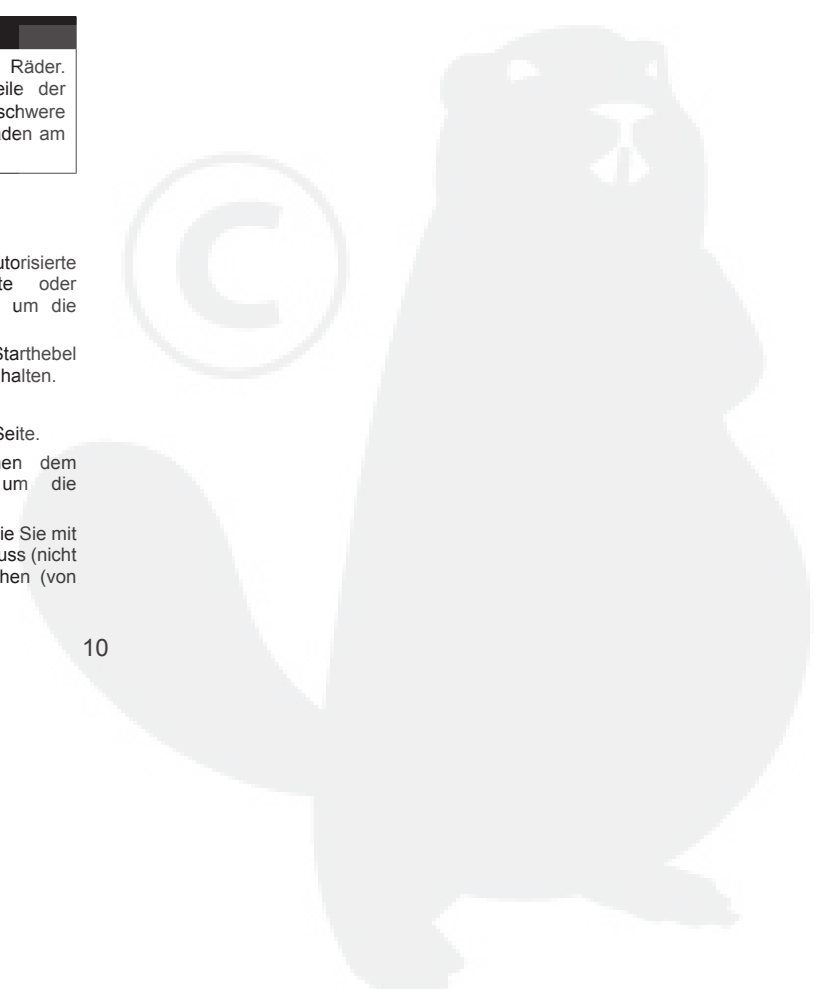 Räder.
eile der
schwere
den am
utorisierte
te oder
um die
Starthebel
halten.
Seite.
en dem
um die
ie Sie mit
uss (nicht
hen (von
10
©